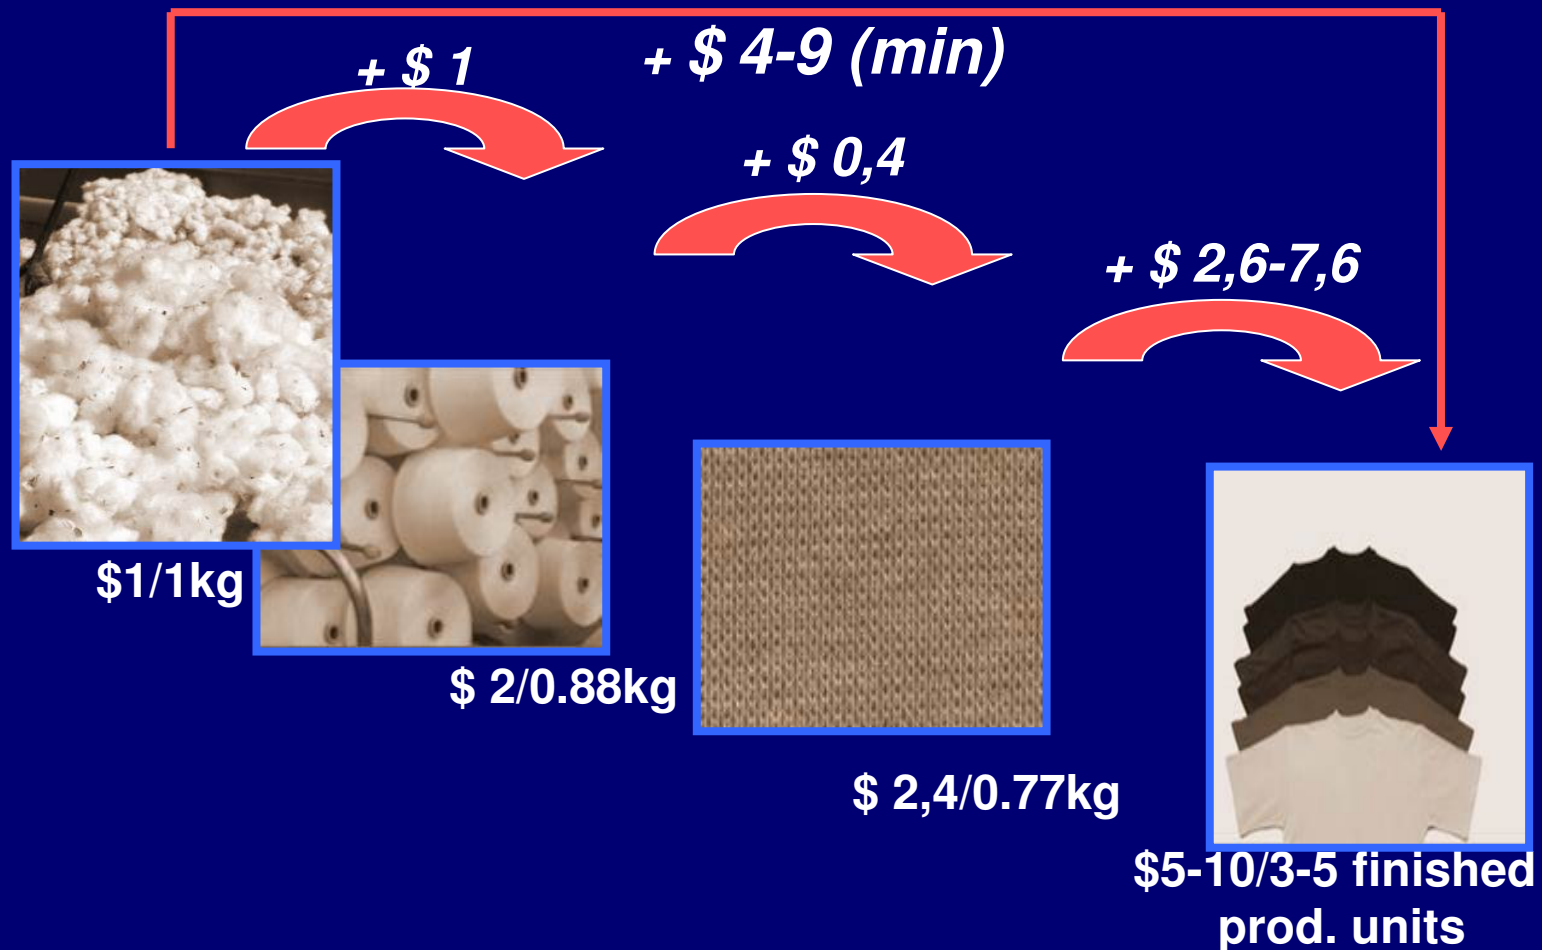 + $ 1
+ $ 4-9 (min)
+ $ 0,4
+ $ 2,6-7,6
$1/1kg
$ 2/0.88kg
$ 2,4/0.77kg
$5-10/3-5 finished
prod. units